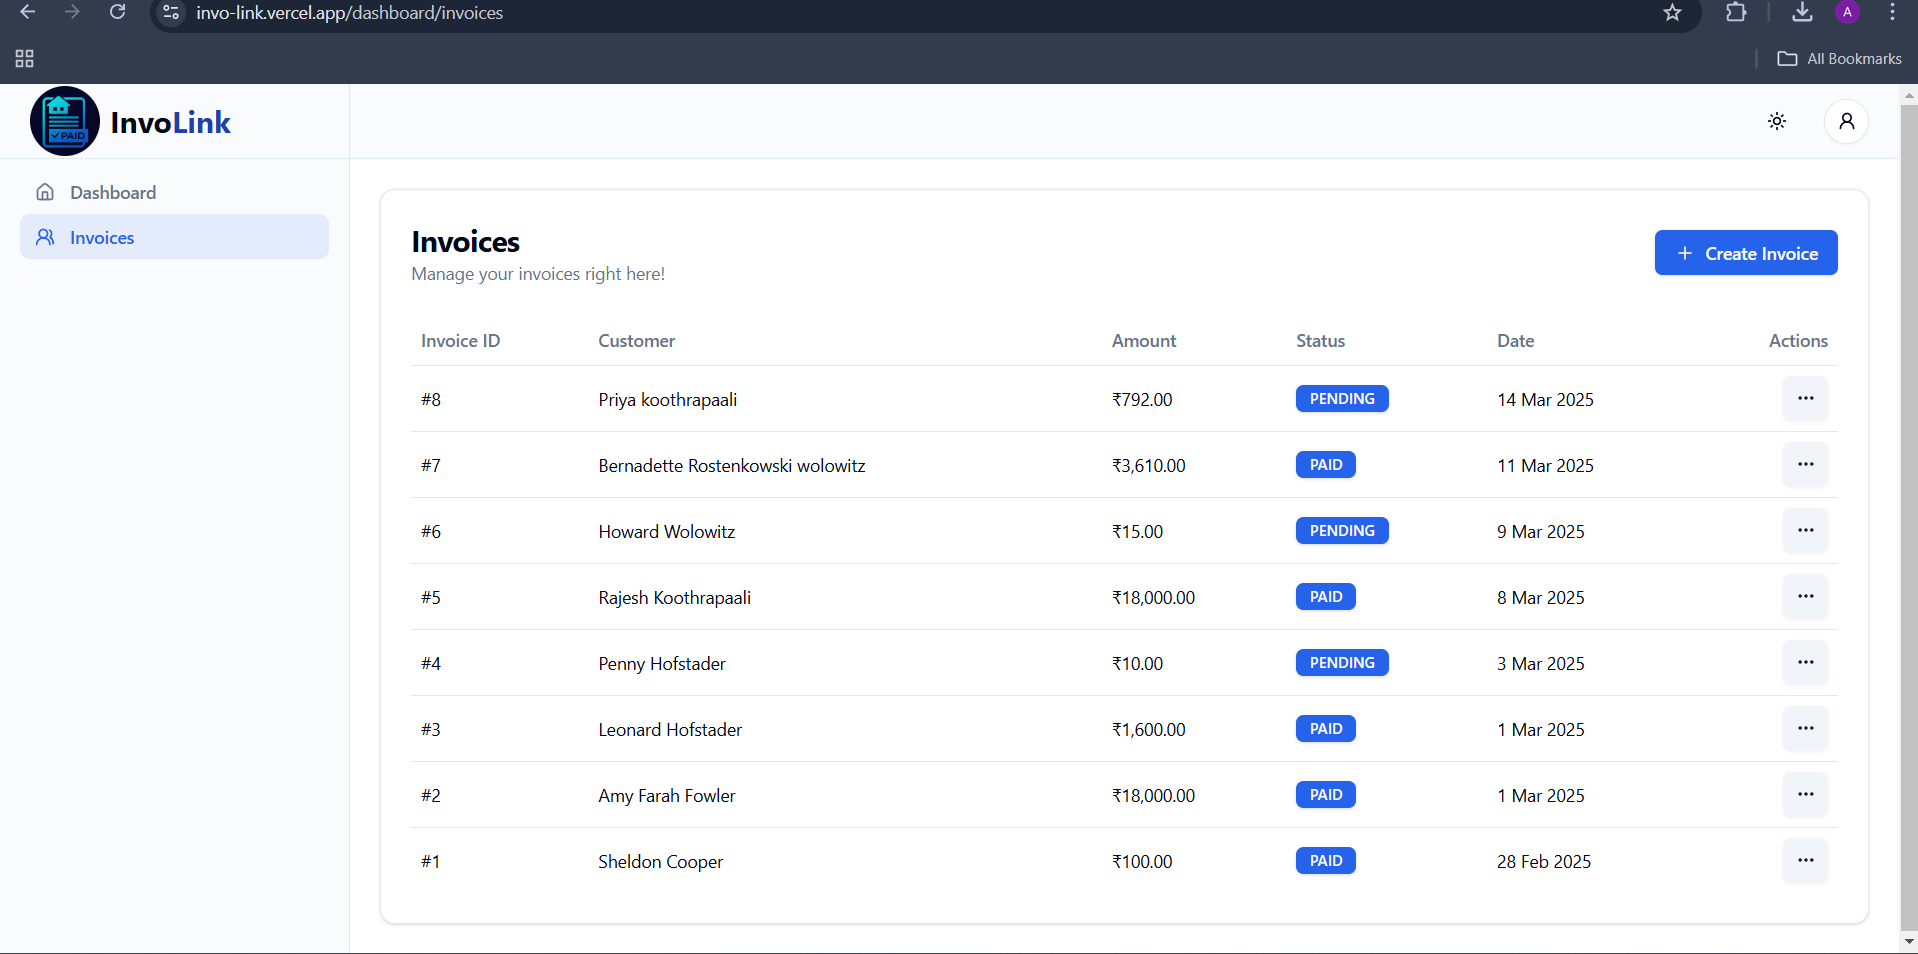 invo-link.vercel.app/dashboard/invoices
A
All Bookmarks
PAID
InvoLink
Dashboard
Invoices
Invoices
Manage your invoices right here!
+ Create Invoice
Invoice ID Customer Amount Status Date Actions
#8 Priya koothrapaali ₹792.00 PENDING 14 Mar 2025 ...
#7 Bernadette Rostenkowski wolowitz ₹3,610.00 PAID 11 Mar 2025 ...
#6 Howard Wolowitz ₹15.00 PENDING 9 Mar 2025 ...
#5 Rajesh Koothrapaali ₹18,000.00 PAID 8 Mar 2025 ...
#4 Penny Hofstader ₹10.00 PENDING 3 Mar 2025 ...
#3 Leonard Hofstader ₹1,600.00 PAID 1 Mar 2025 ...
#2 Amy Farah Fowler ₹18,000.00 PAID 1 Mar 2025 ...
#1 Sheldon Cooper ₹100.00 PAID 28 Feb 2025 ...